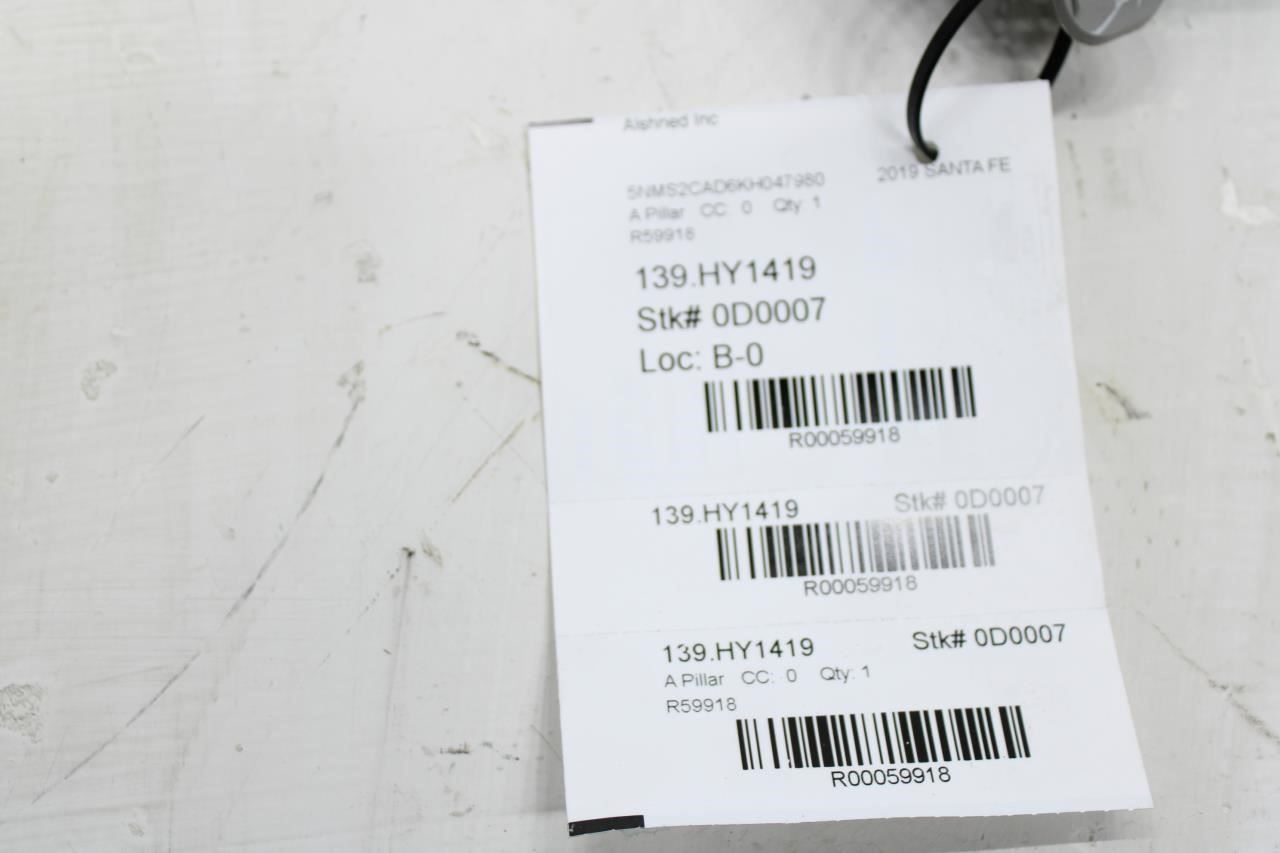 Alshned Inc
5NMS2CAD6KH047980 2019 SANTA FE
A Pillar CC: 0 Qty: 1
R59918
139.HY1419
Stk# 0D0007
Loc: B-0
R00059918
139.HY1419 Stk# 0D0007
R00059918
139.HY1419 Stk# 0D0007
A Pillar CC: 0 Qty: 1
R59918
R00059918